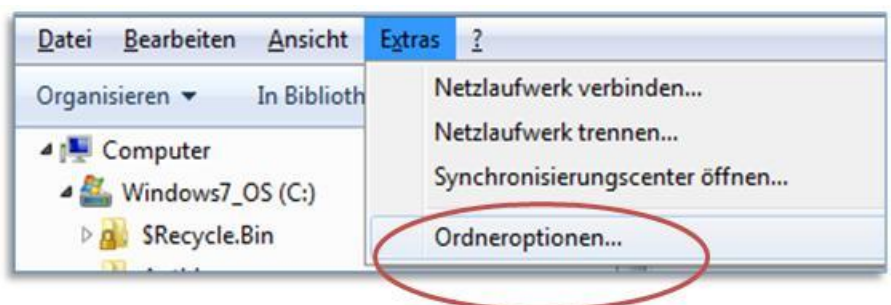 Datei Bearbeiten Ansicht Extras ?
Organisieren In Biblioth
Netzlaufwerk verbinden...
Netzlaufwerk trennen...
Synchronisierungscenter öffnen...
Ordneroptionen...
Computer
Windows7_OS (C:)
$Recycle.Bin